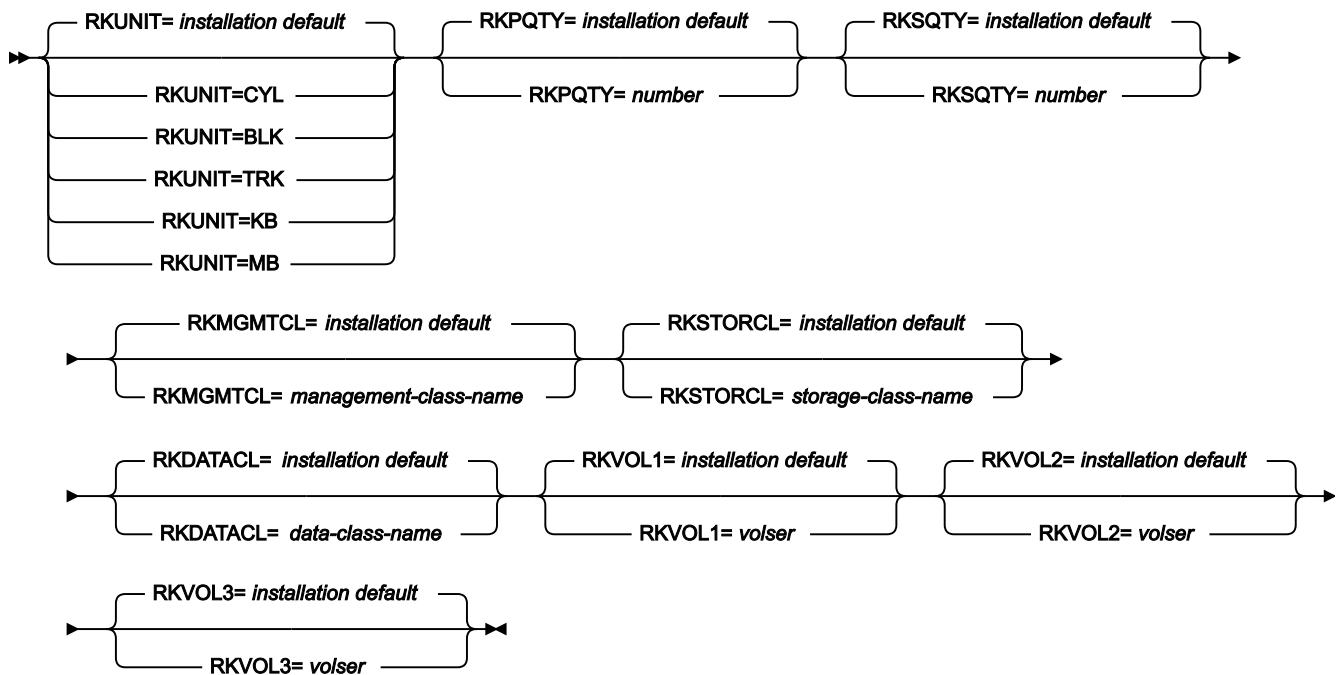 RKUNIT= installation default RKPQTY= installation default RKSQTY= installation default
RKUNIT=CYL RKPQTY= number RKSQTY= number
RKUNIT=BLK
RKUNIT=TRK
RKUNIT=KB
RKUNIT=MB
RKMGMTCL= installation default RKSTORCL= installation default
RKMGMTCL= management-class-name RKSTORCL= storage-class-name
RKDATACL= installation default RKVOL1= installation default RKVOL2= installation default
RKDATACL= data-class-name RKVOL1= volser RKVOL2= volser
RKVOL3= installation default
RKVOL3= volser